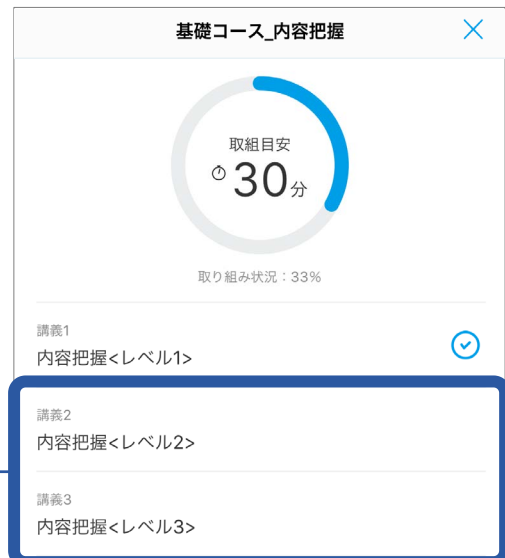 基礎コース_内容把握
取組目安
30分
取り組み状況：33%
講義1
内容把握<レベル1>
講義2
内容把握<レベル2>
講義3
内容把握<レベル3>